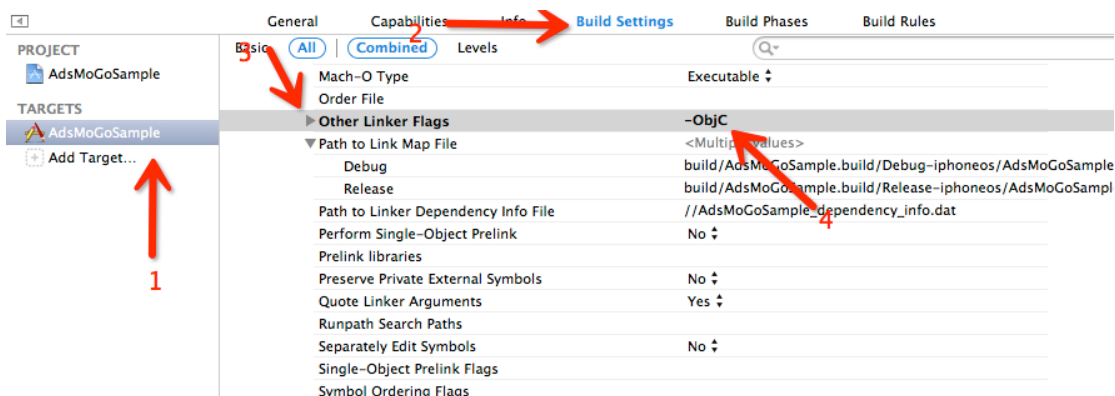 General Capabilities Info Build Settings Build Phases Build Rules
2
PROJECT
Basic All Combined Levels
3
AdsMoGoSample
Mach-O Type Executable
Order File
TARGETS
Other Linker Flags -ObjC
AdsMoGoSample
Path to Link Map File <Multiple values>
Add Target...
Debug build/AdsMoGoSample.build/Debug-iphoneos/AdsMoGoSample
Release build/AdsMoGoSample.build/Release-iphoneos/AdsMoGoSampl
Path to Linker Dependency Info File //AdsMoGoSample_dependency_info.dat
4
Perform Single-Object Prelink No
Prelink libraries
1
Preserve Private External Symbols No
Quote Linker Arguments Yes
Runpath Search Paths
Separately Edit Symbols No
Single-Object Prelink Flags
Symbol Ordering Flags